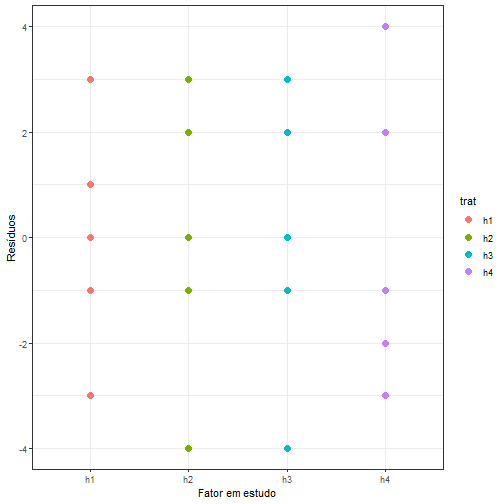 Resíduos
4
2
0
-2
-4
h1 h2 h3 h4
Fator em estudo
trat
h1
h2
h3
h4